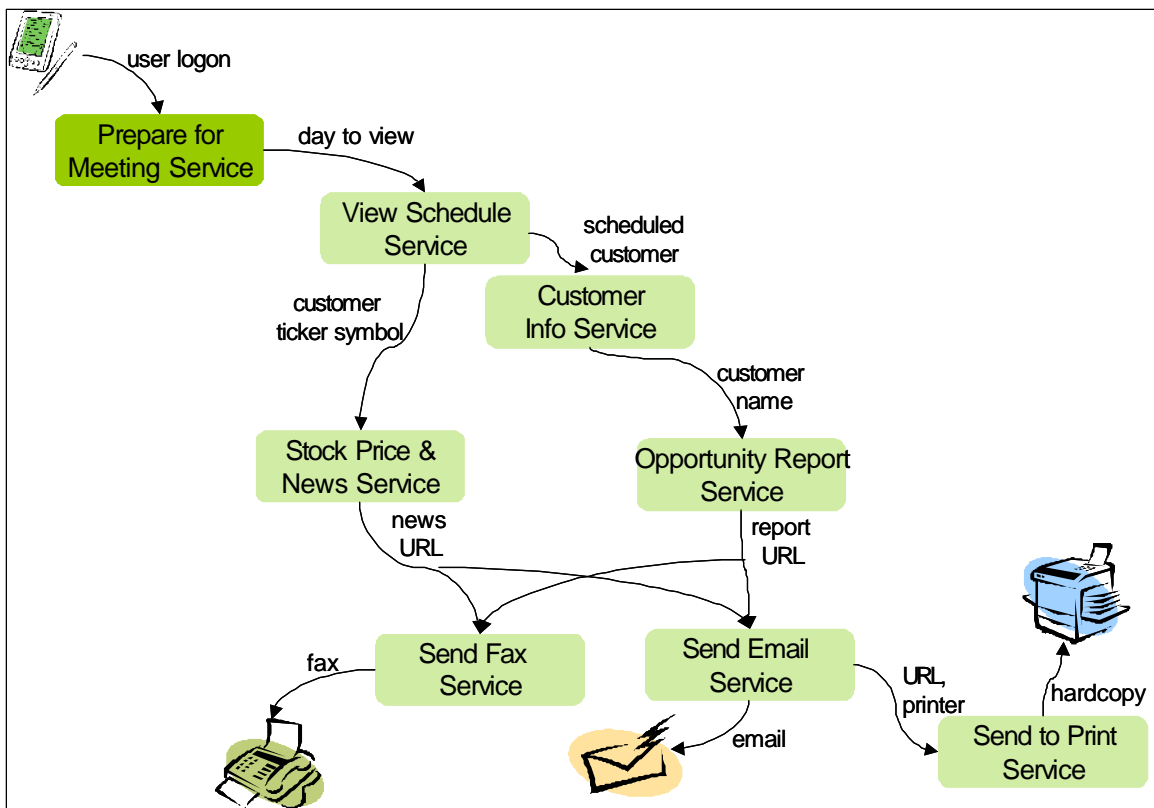 user logon
Prepare for
Meeting Service
day to view
View Schedule
Service
scheduled
customer
customer
ticker symbol
Customer
Info Service
customer
name
Stock Price &
News Service
Opportunity Report
Service
news
URL
report
URL
fax
Send Fax
Service
Send Email
Service
URL,
printer
hardcopy
email
Send to Print
Service